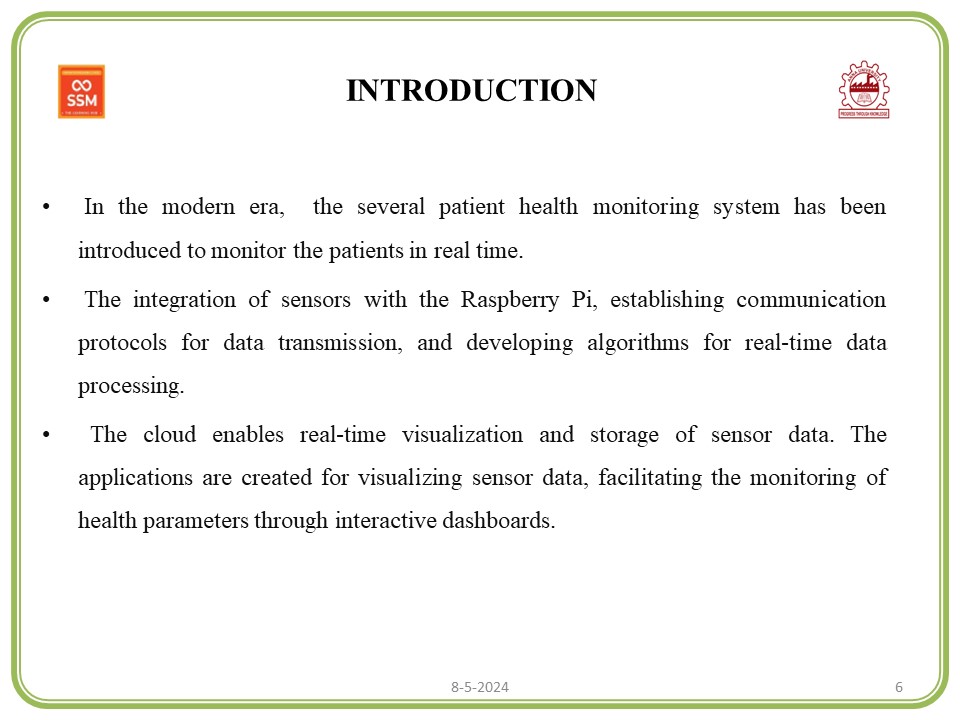 SSM
INTRODUCTION
PROGRESS THROUGH KNOWLEDGE
• In the modern era, the several patient health monitoring system has been
introduced to monitor the patients in real time.
• The integration of sensors with the Raspberry Pi, establishing communication
protocols for data transmission, and developing algorithms for real-time data
processing.
• The cloud enables real-time visualization and storage of sensor data. The
applications are created for visualizing sensor data, facilitating the monitoring of
health parameters through interactive dashboards.
8-5-2024
6